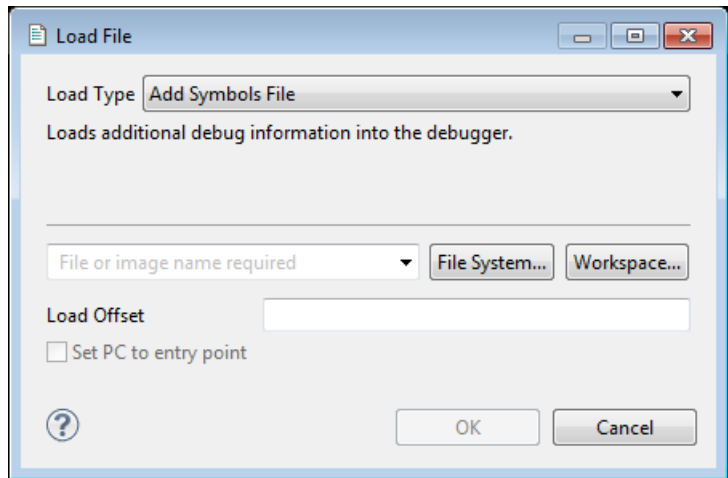 Load File
Load Type Add Symbols File
Loads additional debug information into the debugger.
File or image name required File System... Workspace...
Load Offset
Set PC to entry point
? OK Cancel